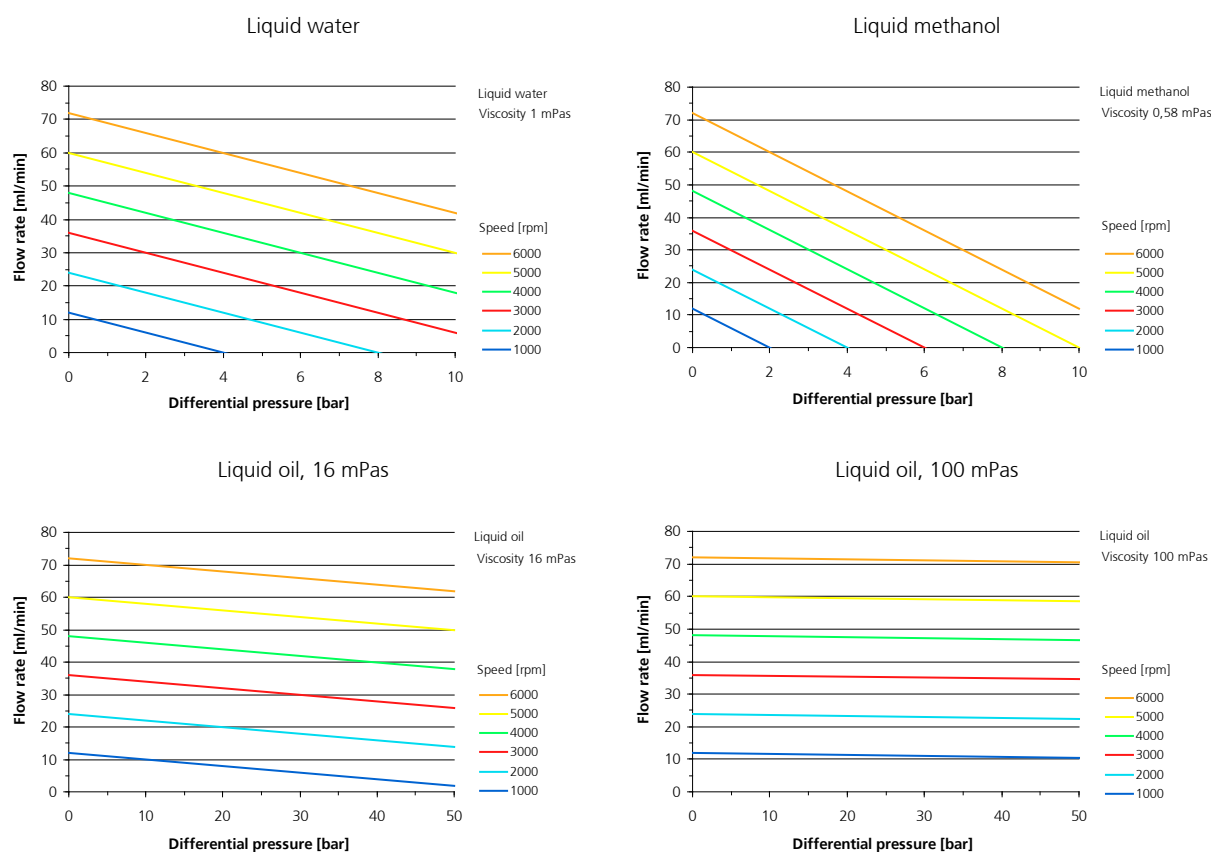 Liquid water
80
70
60
50
40
30
20
10
0
Flow rate [ml/min]
0 2 4 6 8 10
Differential pressure [bar]
Liquid water
Viscosity 1 mPas
Speed [rpm]
6000
5000
4000
3000
2000
1000
Liquid methanol
80
70
60
50
40
30
20
10
0
Flow rate [ml/min]
0 2 4 6 8 10
Differential pressure [bar]
Liquid methanol
Viscosity 0,58 mPas
Speed [rpm]
6000
5000
4000
3000
2000
1000
Liquid oil, 16 mPas
80
70
60
50
40
30
20
10
0
Flow rate [ml/min]
0 10 20 30 40 50
Differential pressure [bar]
Liquid oil
Viscosity 16 mPas
Speed [rpm]
6000
5000
4000
3000
2000
1000
Liquid oil, 100 mPas
80
70
60
50
40
30
20
10
0
Flow rate [ml/min]
0 10 20 30 40 50
Differential pressure [bar]
Liquid oil
Viscosity 100 mPas
Speed [rpm]
6000
5000
4000
3000
2000
1000